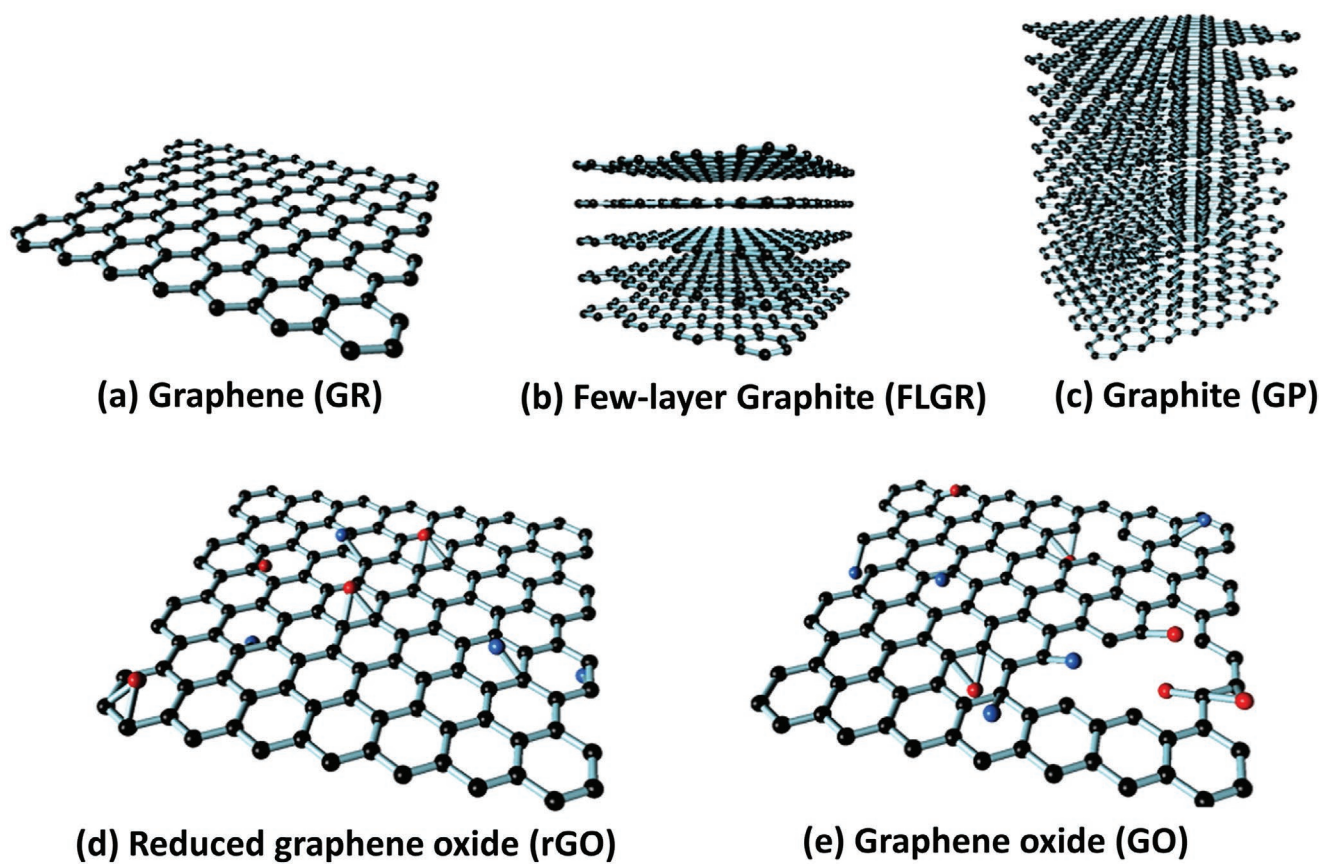 (a) Graphene (GR)
(b) Few-layer Graphite (FLGR)
(c) Graphite (GP)
(d) Reduced graphene oxide (rGO)
(e) Graphene oxide (GO)